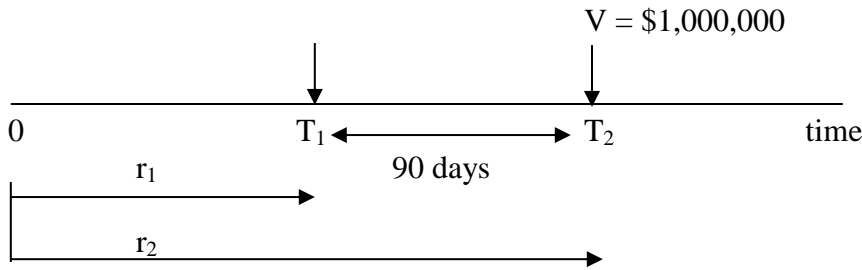 V = $1,000,000
0 T₁ T₂ time
r₁ 90 days
r₂